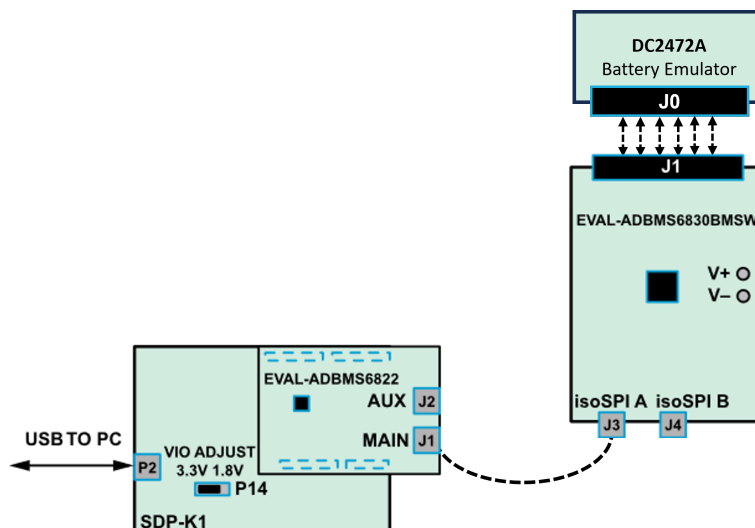 DC2472A
Battery Emulator
J0
J1
EVAL-ADBMS6830BMSW
V+
V–
isoSPI A
isoSPI B
J3
J4
EVAL-ADBMS6822
AUX
J2
MAIN
J1
USB TO PC
P2
VIO ADJUST
3.3V 1.8V
P14
SDP-K1